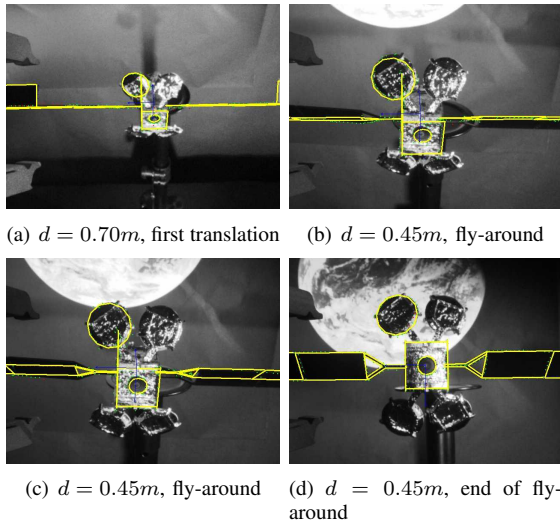 (a) d = 0.70m, first translation
(b) d = 0.45m, fly-around
(c) d = 0.45m, fly-around
(d) d = 0.45m, end of fly-
around